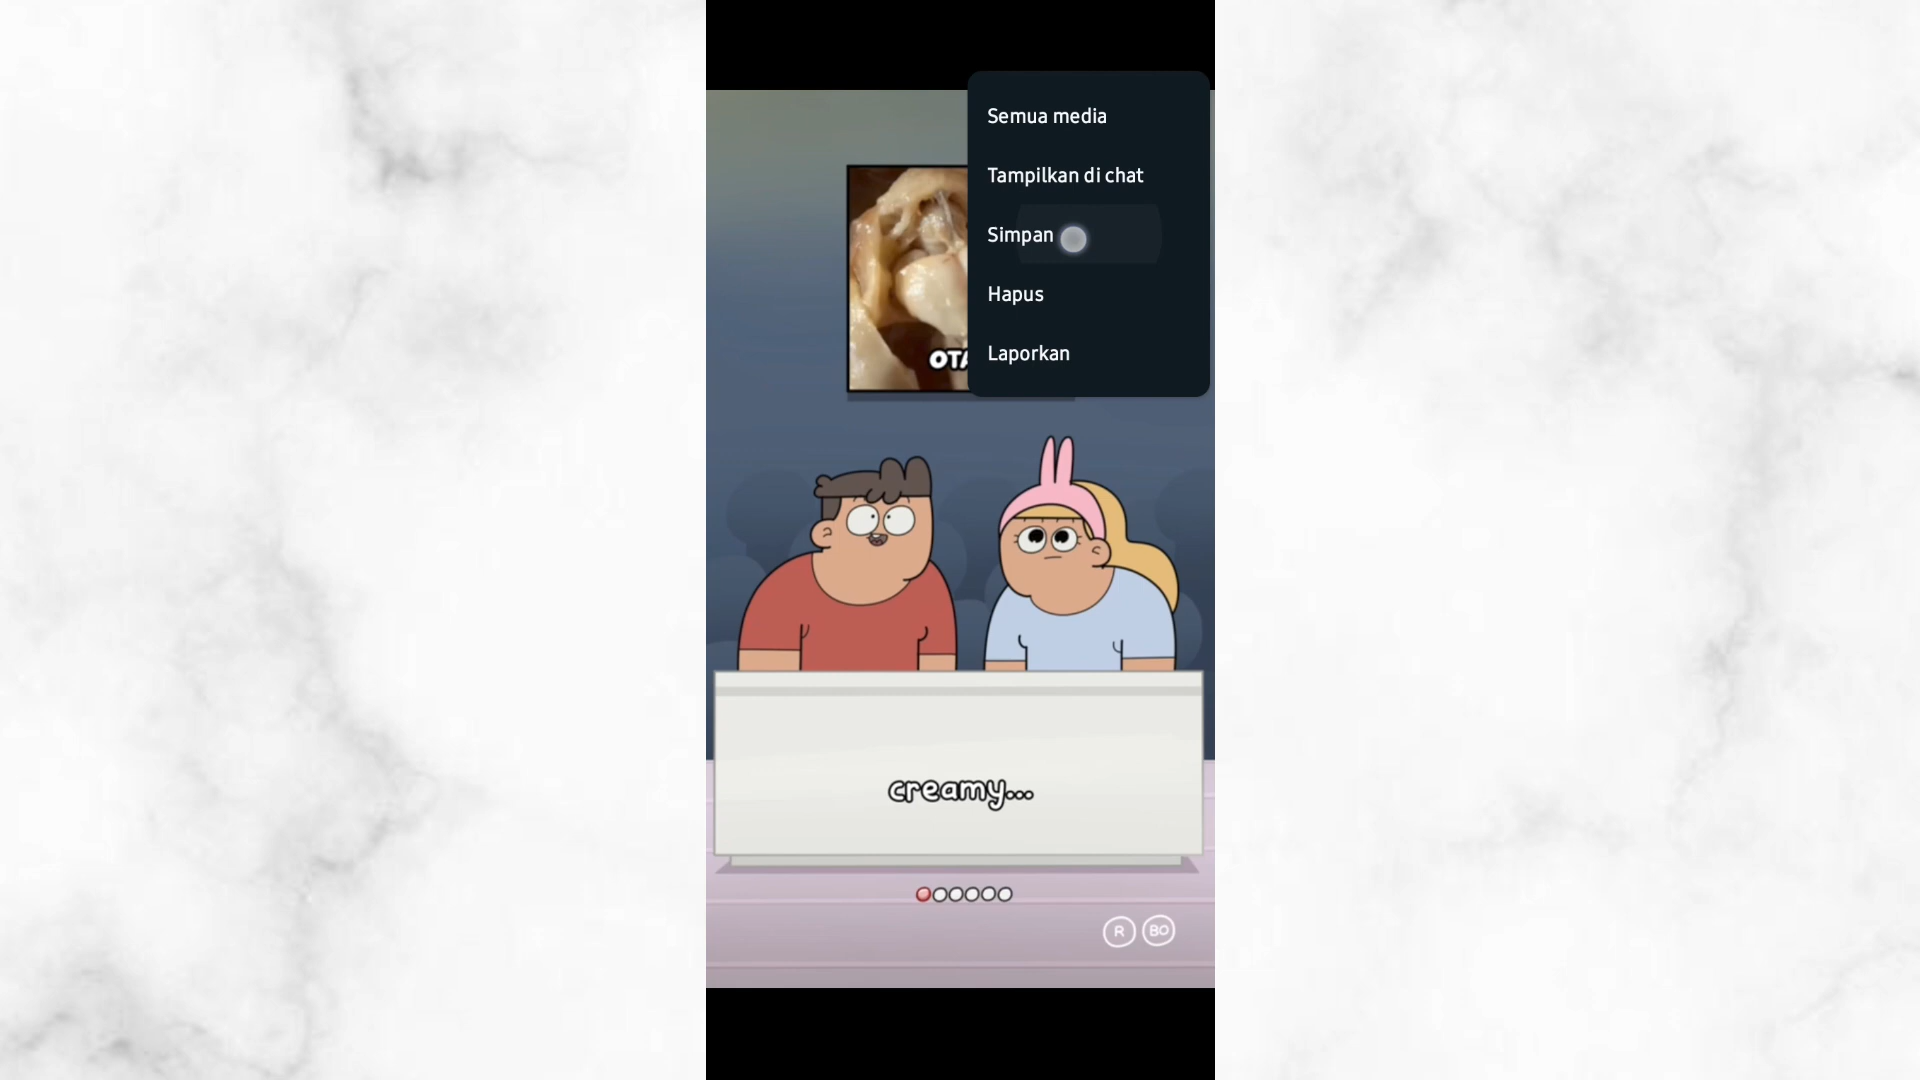 Semua media
Tampilkan di chat
Simpan
Hapus
Laporkan
OTA
creamy...
R BO